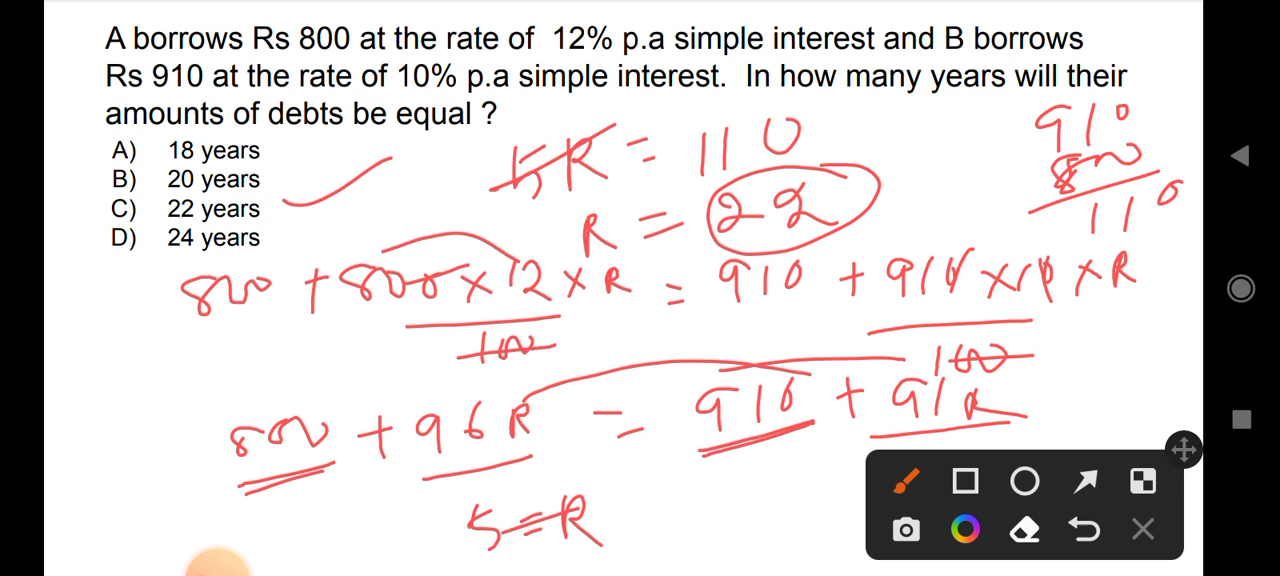 A borrows Rs 800 at the rate of 12% p.a simple interest and B borrows
Rs 910 at the rate of 10% p.a simple interest. In how many years will their
amounts of debts be equal ?
A) 18 years
B) 20 years
C) 22 years
D) 24 years
5R = 110
R = 22
910
800
110
800 + 800 x 12 x R = 910 + 910 x 10 x R
100 100
800 + 96R = 910 + 91R
5=R